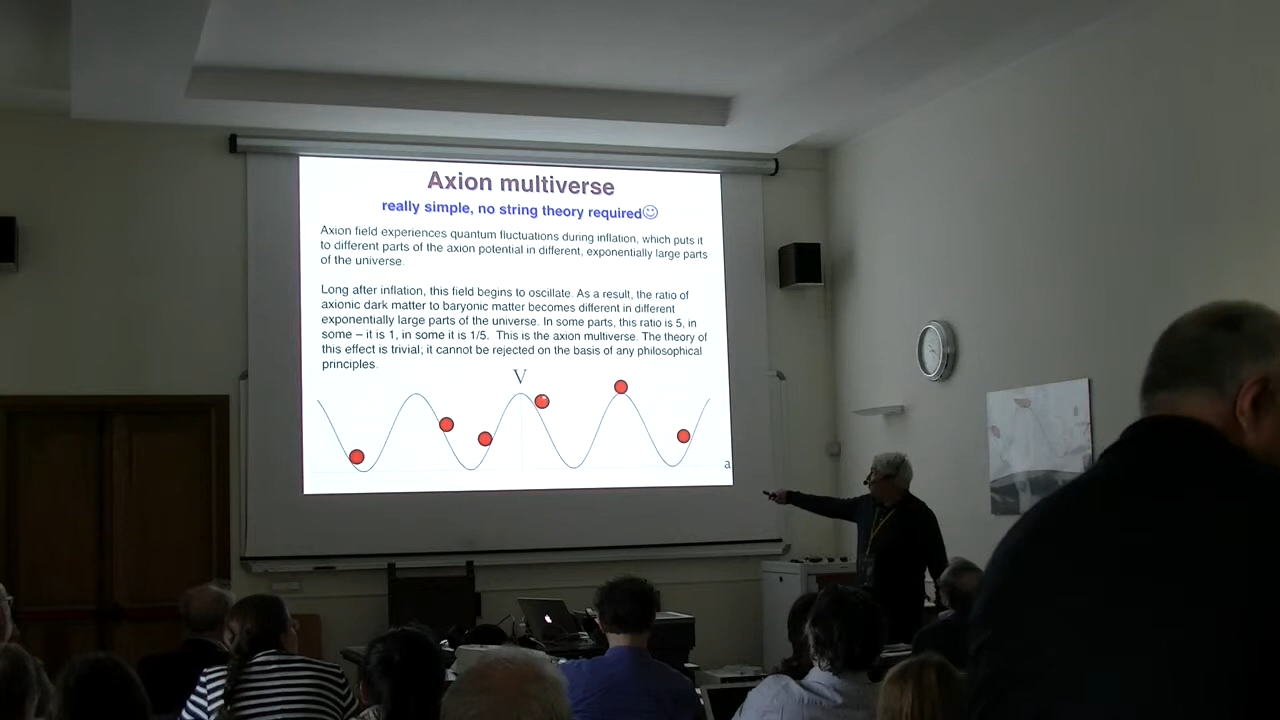 Axion multiverse
really simple, no string theory required☺
Axion field experiences quantum fluctuations during inflation, which puts it
to different parts of the axion potential in different, exponentially large parts
of the universe.
Long after inflation, this field begins to oscillate. As a result, the ratio of
axionic dark matter to baryonic matter becomes different in different
exponentially large parts of the universe. In some parts, this ratio is 5, in
some – it is 1, in some it is 1/5. This is the axion multiverse. The theory of
this effect is trivial; it cannot be rejected on the basis of any philosophical
principles.
V
a